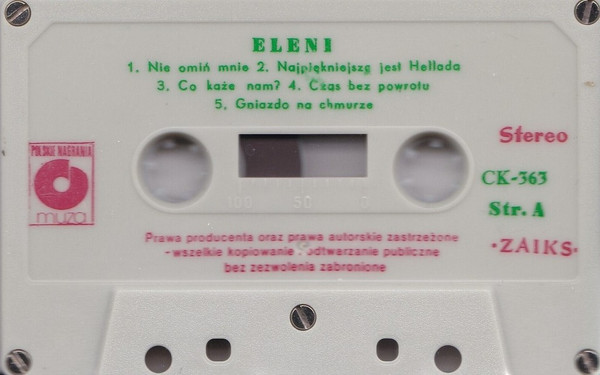 ELENI
1. Nie omiń mnie 2. Najpiękniejszą jest Hellada
3. Co każe nam? 4. Czas bez powrotu
5. Gniazdo na chmurze
POLSKIE NAGRANIA
muza
Stereo
CK-363
Str. A
·ZAIKS·
100 50 0
Prawa producenta oraz prawa autorskie zastrzeżone
-wszelkie kopiowanie odtwarzanie publiczne
bez zezwolenia zabronione